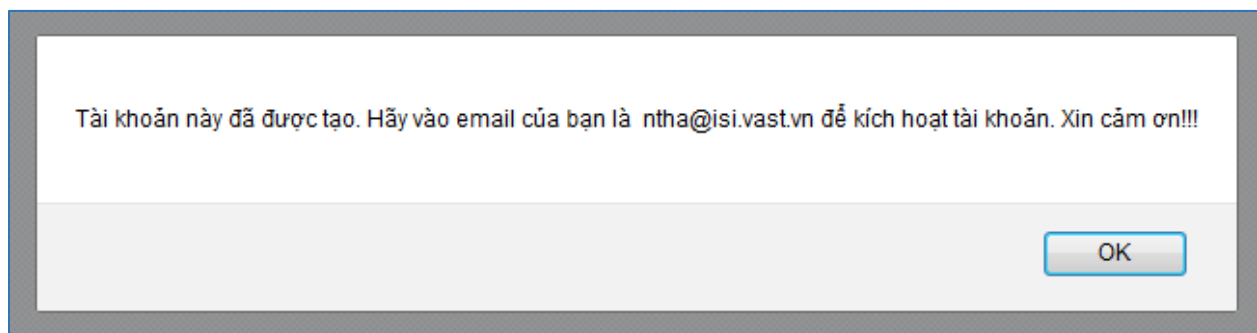 Tài khoản này đã được tạo. Hãy vào email của bạn là  ntha@isi.vast.vn để kích hoạt tài khoản. Xin cảm ơn!!!
OK